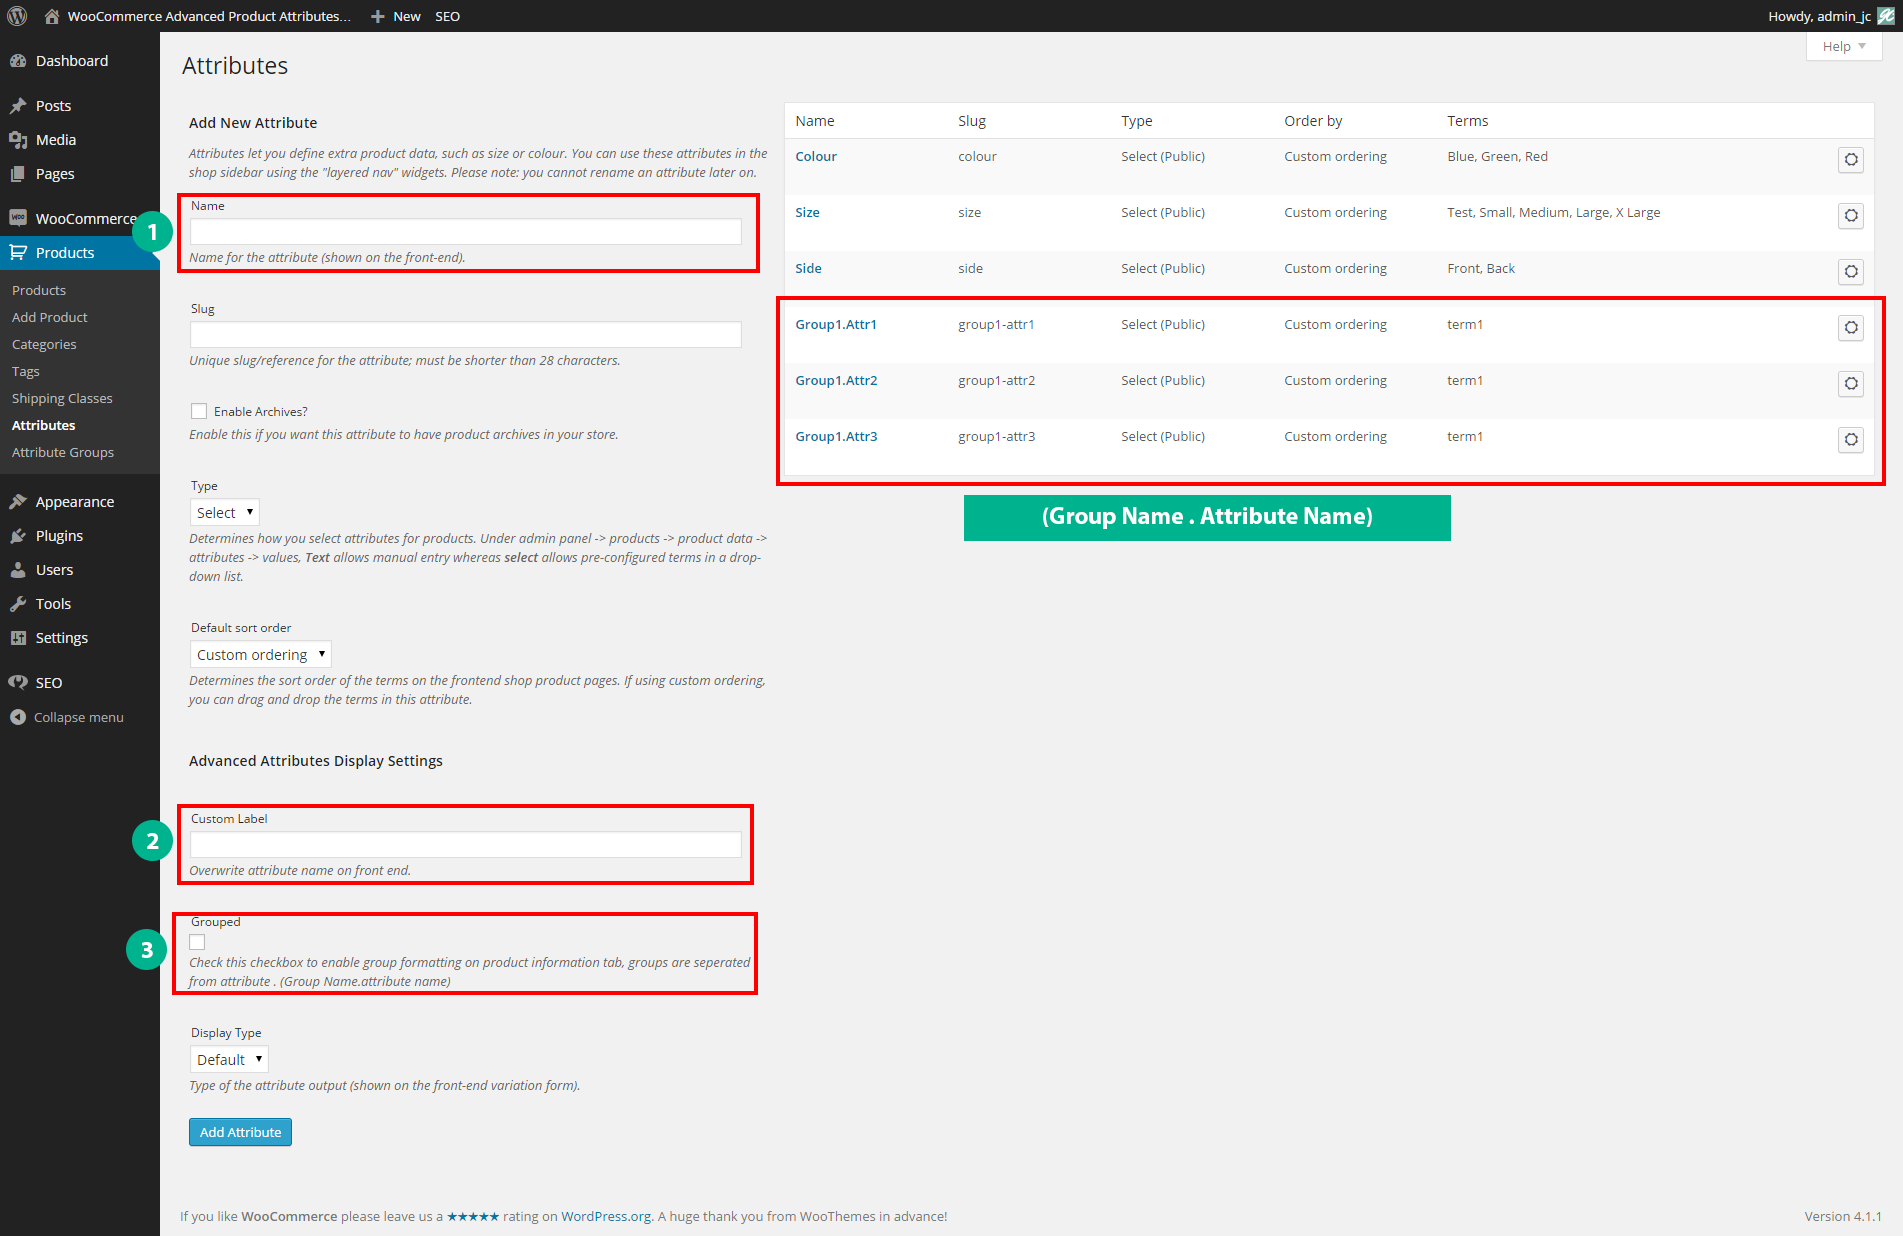 WooCommerce Advanced Product Attributes...
New
SEO
Howdy, admin_jc
Help
Dashboard
Posts
Media
Pages
WooCommerce
Products
Products
Add Product
Categories
Tags
Shipping Classes
Attributes
Attribute Groups
Appearance
Plugins
Users
Tools
Settings
SEO
Collapse menu
Attributes
Add New Attribute
Attributes let you define extra product data, such as size or colour. You can use these attributes in the
shop sidebar using the "layered nav" widgets. Please note: you cannot rename an attribute later on.
1
Name
Name for the attribute (shown on the front-end).
Slug
Unique slug/reference for the attribute; must be shorter than 28 characters.
Enable Archives?
Enable this if you want this attribute to have product archives in your store.
Type
Select
Determines how you select attributes for products. Under admin panel -> products -> product data ->
attributes -> values, Text allows manual entry whereas select allows pre-configured terms in a drop-
down list.
Default sort order
Custom ordering
Determines the sort order of the terms on the frontend shop product pages. If using custom ordering,
you can drag and drop the terms in this attribute.
Advanced Attributes Display Settings
2
Custom Label
Overwrite attribute name on front end.
3
Grouped
Check this checkbox to enable group formatting on product information tab, groups are seperated
from attribute . (Group Name.attribute name)
Display Type
Default
Type of the attribute output (shown on the front-end variation form).
Add Attribute
Name Slug Type Order by Terms
Colour colour Select (Public) Custom ordering Blue, Green, Red
Size size Select (Public) Custom ordering Test, Small, Medium, Large, X Large
Side side Select (Public) Custom ordering Front, Back
Group1.Attr1 group1-attr1 Select (Public) Custom ordering term1
Group1.Attr2 group1-attr2 Select (Public) Custom ordering term1
Group1.Attr3 group1-attr3 Select (Public) Custom ordering term1
(Group Name . Attribute Name)
If you like WooCommerce please leave us a ★★★★★ rating on WordPress.org. A huge thank you from WooThemes in advance!
Version 4.1.1